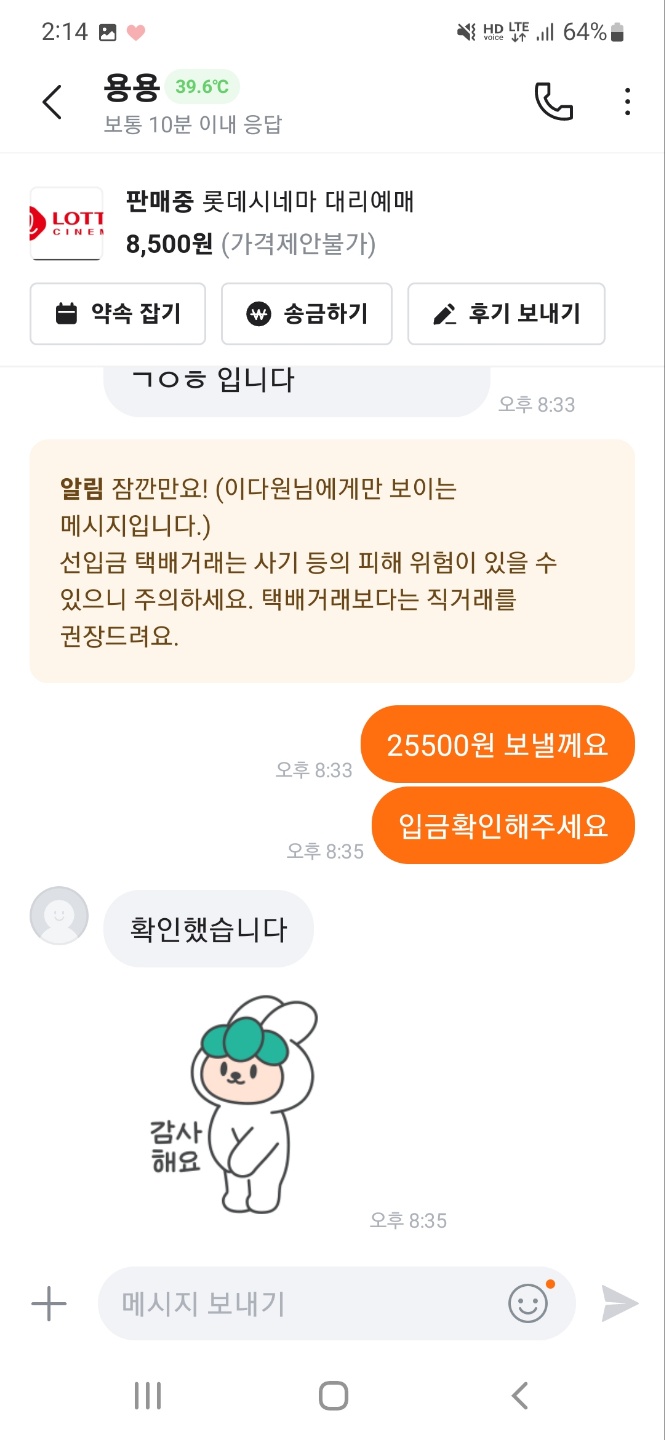 2:14 HD voice LTE 64%
용용 39.6℃
보통 10분 이내 응답
LOTT
CINEM
판매중 롯데시네마 대리예매
8,500원 (가격제안불가)
약속 잡기 송금하기 후기 보내기
ㄱㅇㅎ 입니다
오후 8:33
알림 잠깐만요! (이다원님에게만 보이는
메시지입니다.)
선입금 택배거래는 사기 등의 피해 위험이 있을 수
있으니 주의하세요. 택배거래보다는 직거래를
권장드려요.
25500원 보낼께요
오후 8:33
입금확인해주세요
오후 8:35
확인했습니다
감사
해요
오후 8:35
메시지 보내기